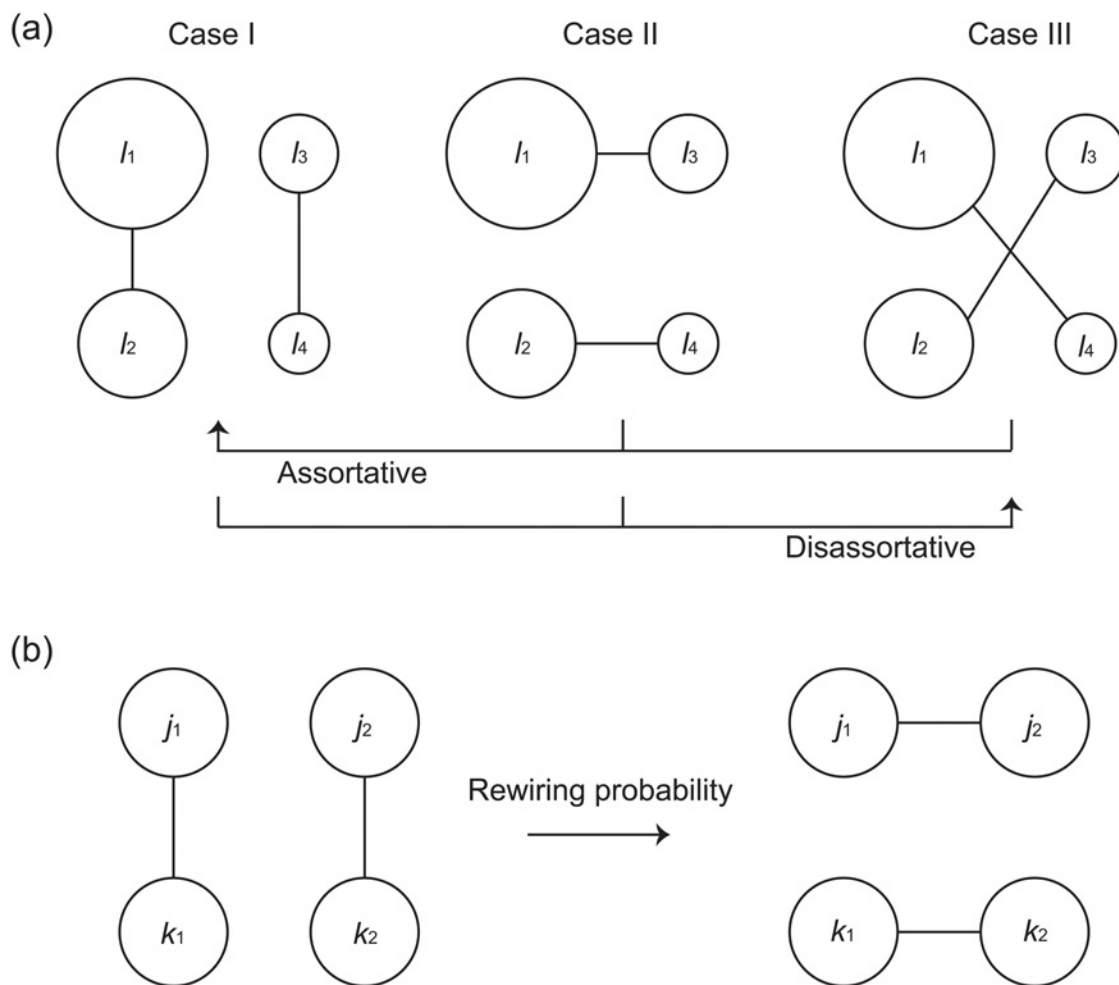 (a)
Case I Case II Case III
l1 l3 l1 l3 l1 l3
l2 l4 l2 l4 l2 l4
Assortative
Disassortative
(b)
j1 j2 j1 j2
Rewiring probability
k1 k2 k1 k2